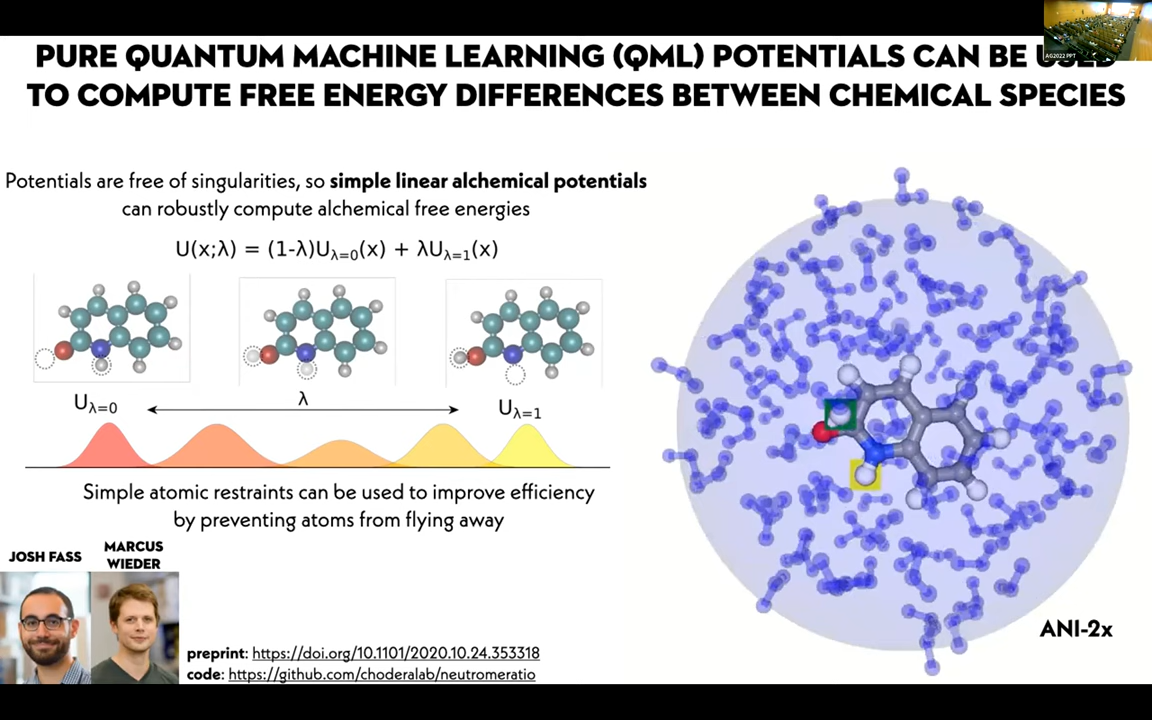 PURE QUANTUM MACHINE LEARNING (QML) POTENTIALS CAN BE
TO COMPUTE FREE ENERGY DIFFERENCES BETWEEN CHEMICAL SPECIES
AG2022 PPT
Potentials are free of singularities, so simple linear alchemical potentials
can robustly compute alchemical free energies
U(x;λ) = (1-λ)Uλ=0(x) + λUλ=1(x)
Uλ=0
λ
Uλ=1
Simple atomic restraints can be used to improve efficiency
by preventing atoms from flying away
JOSH FASS
MARCUS
WIEDER
preprint: https://doi.org/10.1101/2020.10.24.353318
code: https://github.com/choderalab/neutromeratio
ANI-2x